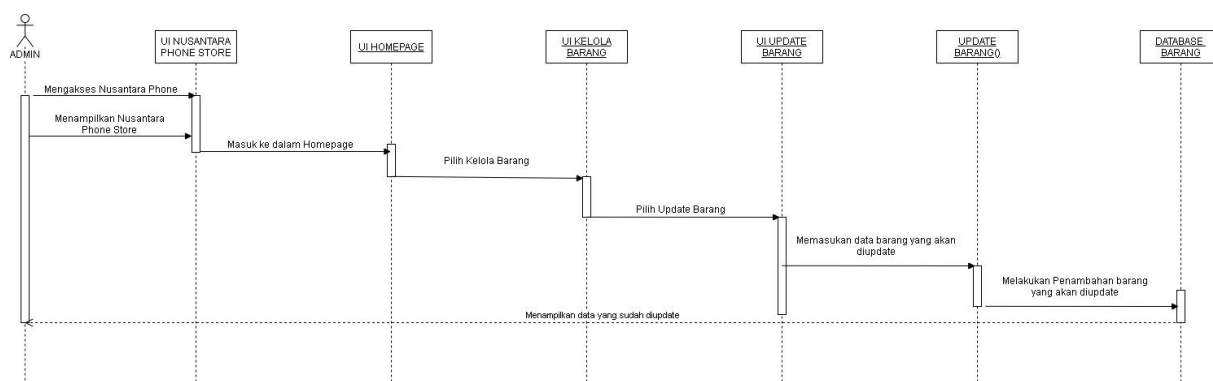 ADMIN
UI NUSANTARA
PHONE STORE
UI HOMEPAGE
UI KELOLA
BARANG
UI UPDATE
BARANG
UPDATE
BARANG()
DATABASE
BARANG
Mengakses Nusantara Phone
Menampilkan Nusantara
Phone Store
Masuk ke dalam Homepage
Pilih Kelola Barang
Pilih Update Barang
Memasukan data barang yang akan
diupdate
Melakukan Penambahan barang
yang akan diupdate
Menampilkan data yang sudah diupdate